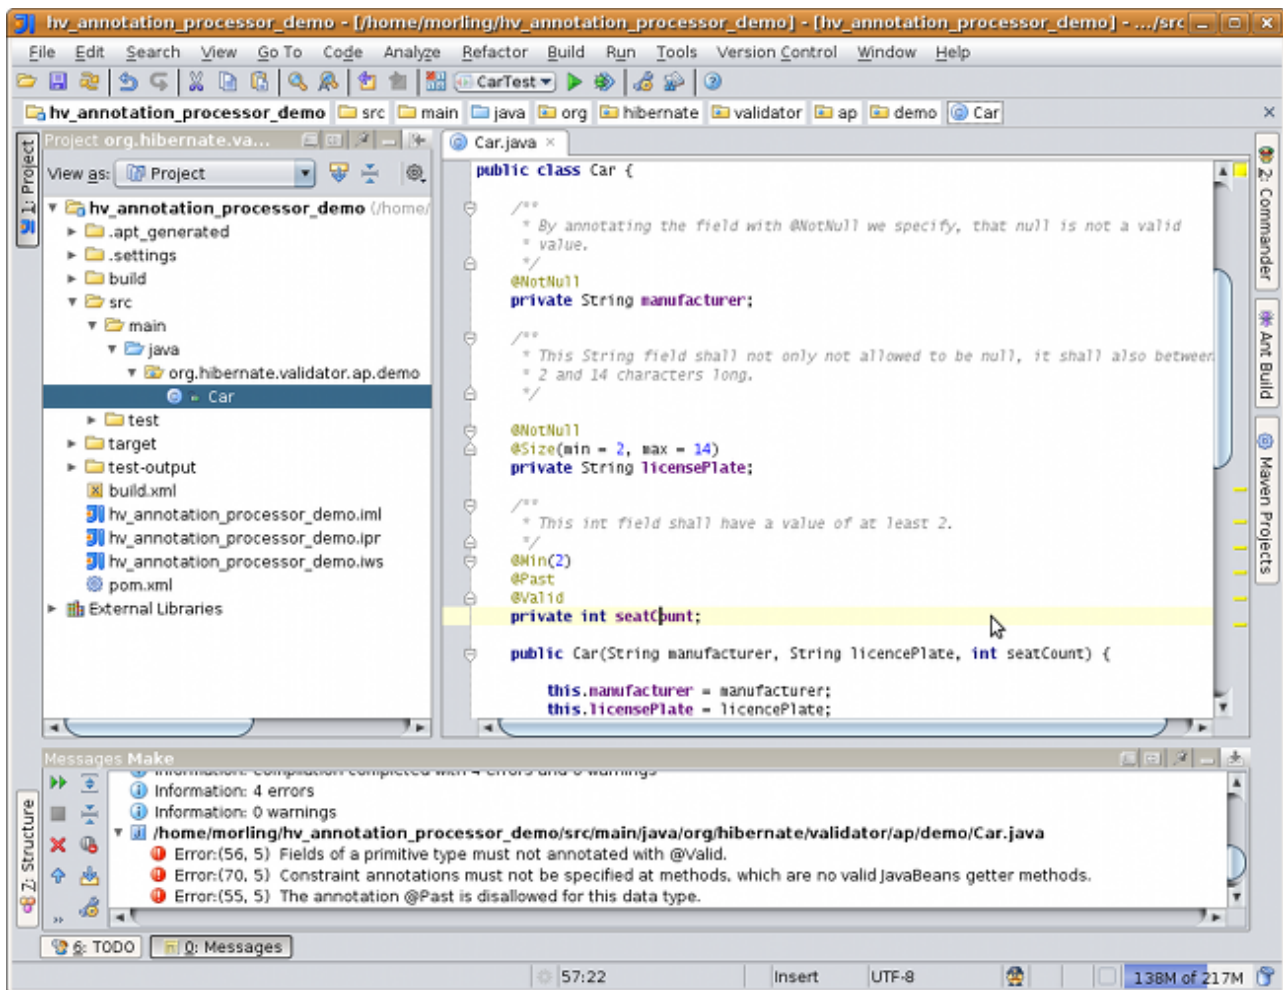 hv_annotation_processor_demo - [/home/morling/hv_annotation_processor_demo] - [hv_annotation_processor_demo] - .../src
File Edit Search View Go To Code Analyze Refactor Build Run Tools Version Control Window Help
CarTest
hv_annotation_processor_demo src main java org hibernate validator ap demo Car
Project org.hibernate.va...
View as: Project
hv_annotation_processor_demo (/home/
.apt_generated
.settings
build
src
main
java
org.hibernate.validator.ap.demo
Car
test
target
test-output
build.xml
hv_annotation_processor_demo.iml
hv_annotation_processor_demo.ipr
hv_annotation_processor_demo.iws
pom.xml
External Libraries
1: Project
Car.java
public class Car {
/**
* By annotating the field with @NotNull we specify, that null is not a valid
* value.
*/
@NotNull
private String manufacturer;
/**
* This String field shall not only not allowed to be null, it shall also between
* 2 and 14 characters long.
*/
@NotNull
@Size(min = 2, max = 14)
private String licensePlate;
/**
* This int field shall have a value of at least 2.
*/
@Min(2)
@Past
@Valid
private int seatCount;
public Car(String manufacturer, String licencePlate, int seatCount) {
this.manufacturer = manufacturer;
this.licensePlate = licencePlate;
2: Commander
Ant Build
Maven Projects
Messages Make
Information: Compilation completed with 4 errors and 0 warnings
Information: 4 errors
Information: 0 warnings
/home/morling/hv_annotation_processor_demo/src/main/java/org/hibernate/validator/ap/demo/Car.java
Error:(56, 5) Fields of a primitive type must not annotated with @Valid.
Error:(70, 5) Constraint annotations must not be specified at methods, which are no valid JavaBeans getter methods.
Error:(55, 5) The annotation @Past is disallowed for this data type.
Z: Structure
6: TODO
0: Messages
57:22 Insert UTF-8 138M of 217M